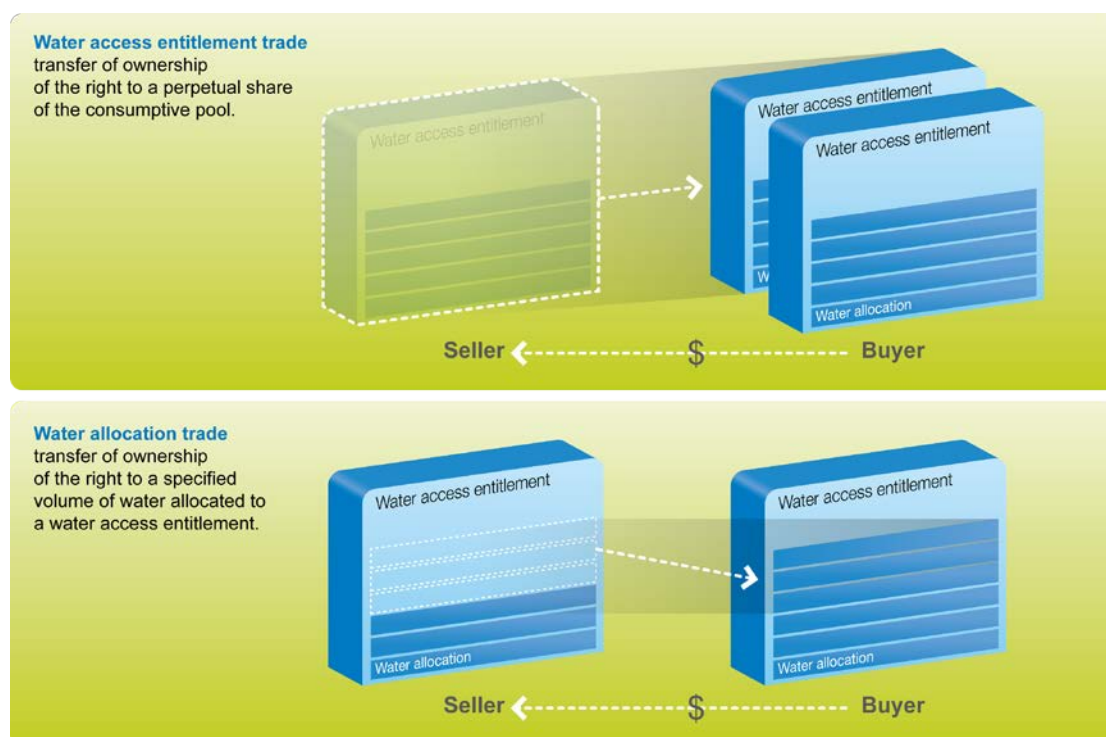 Water access entitlement trade
transfer of ownership
of the right to a perpetual share
of the consumptive pool.
Water access entitlement
Water access entitlement
Water access entitlement
W
Water allocation
Seller
$
Buyer
Water allocation trade
transfer of ownership
of the right to a specified
volume of water allocated to
a water access entitlement.
Water access entitlement
Water access entitlement
Water allocation
Water allocation
Seller
$
Buyer